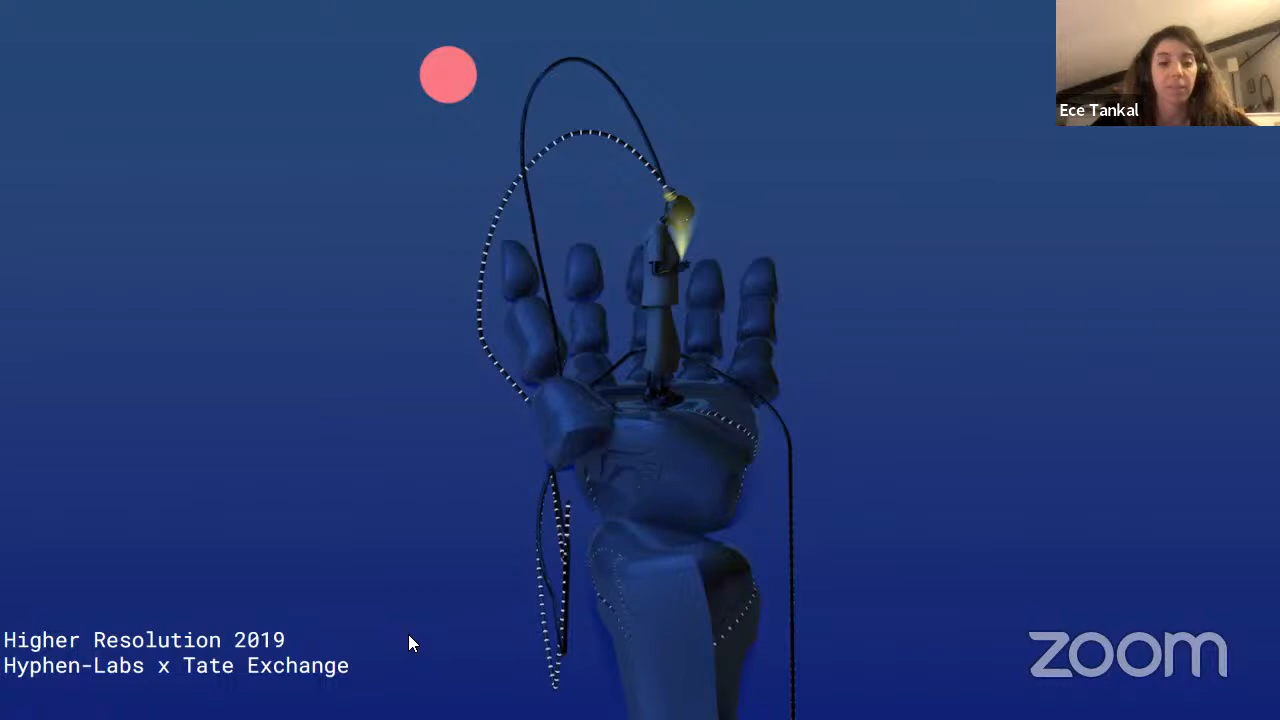 Ece Tankal
Higher Resolution 2019
Hyphen-Labs x Tate Exchange
zoom